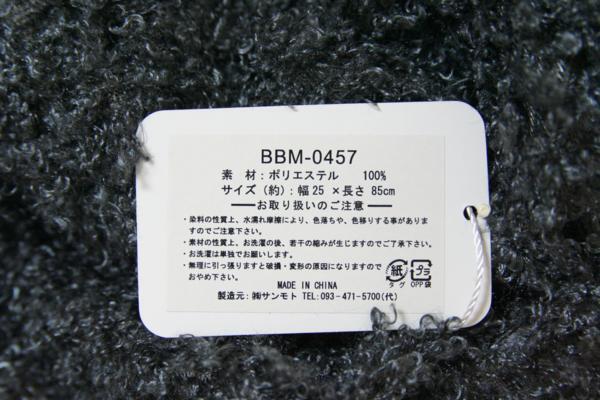 BBM-0457
素 材:ポリエステル 100%
サイズ(約):幅25 ×長さ 85cm
お取り扱いのご注意
・染料の性質上、水濡れ摩擦により、色落ちや、色移りする事がありま
すのでご注意下さい。
・素材の性質上、お洗濯の後、若干の縮みが生じますのでご了承下さい。
・お洗濯は単独でお願いします。
・無理に引っ張りますと破損・変形の原因になりますので
おやめ下さい。
紙 プラ
タグ OPP袋
MADE IN CHINA
製造元:㈱サンモト TEL:093-471-5700(代)